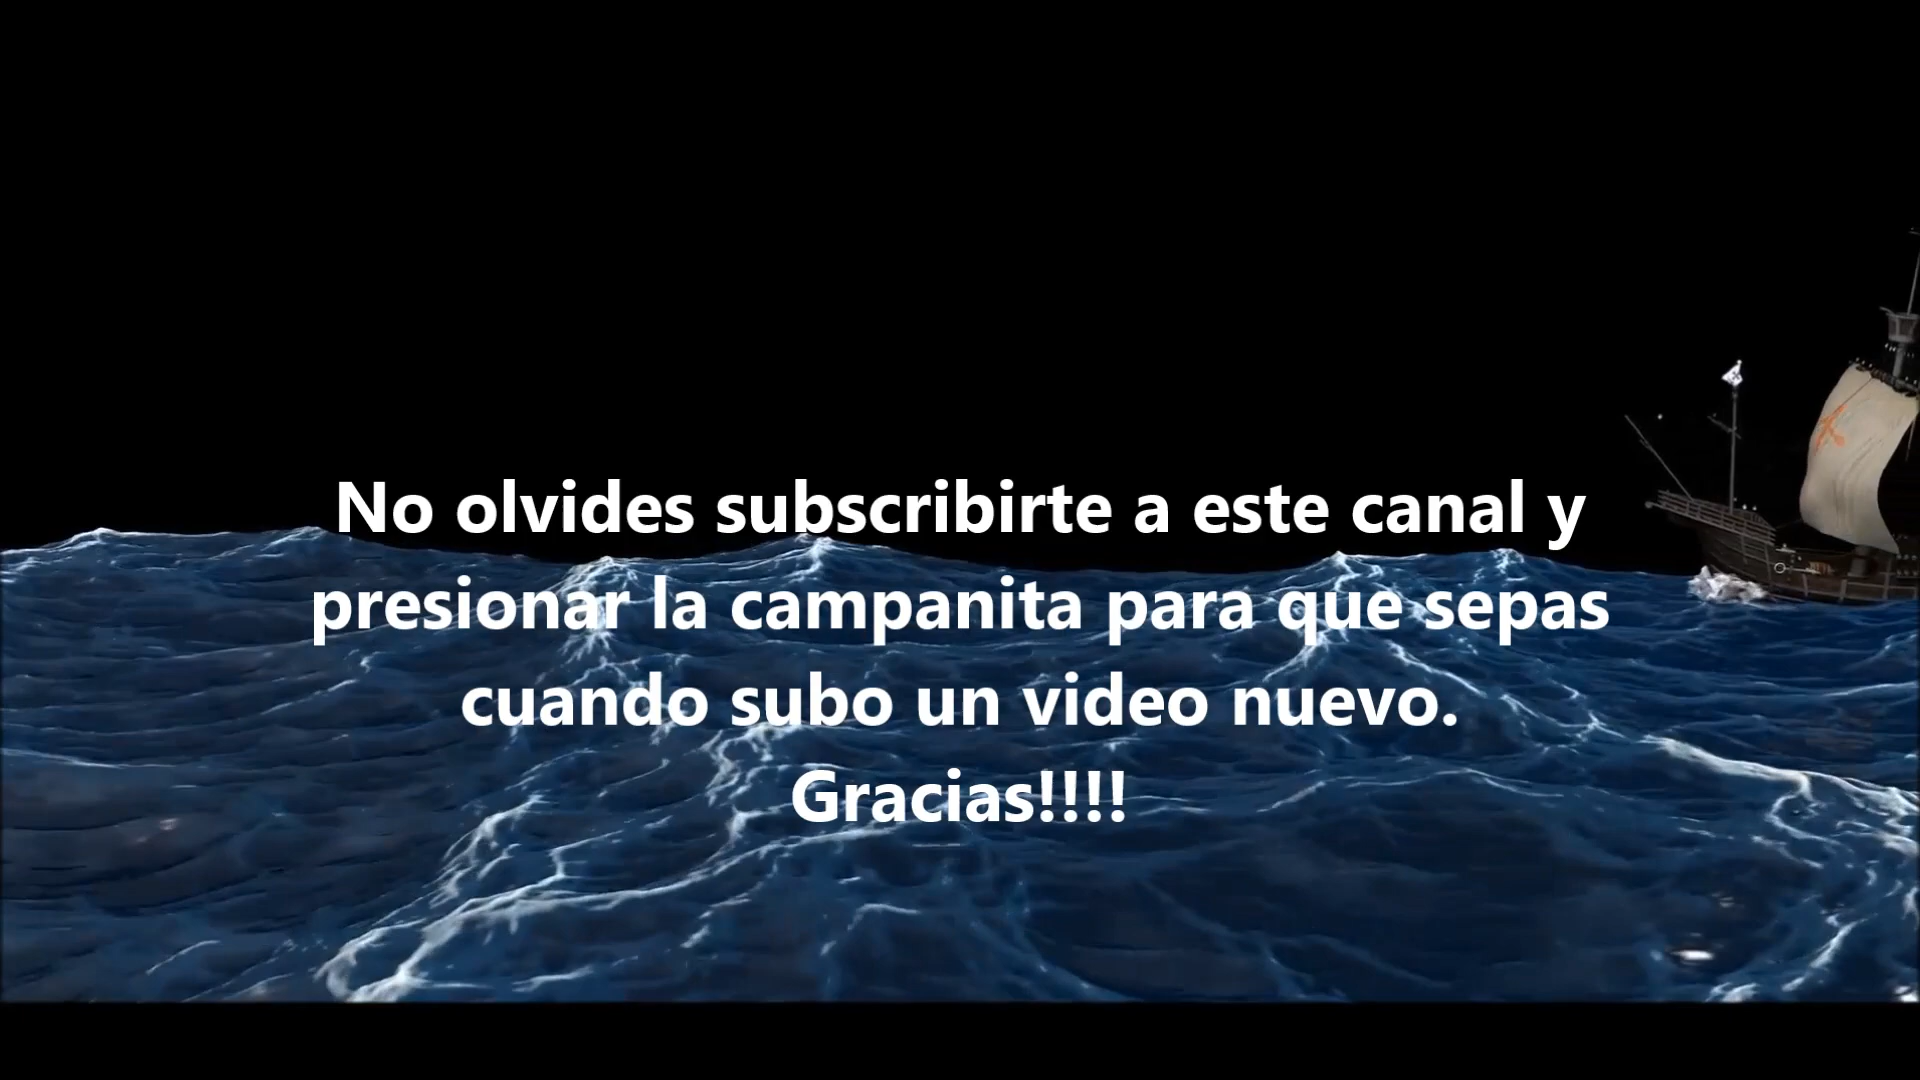 No olvides subscribirte a este canal y
presionar la campanita para que sepas
cuando subo un video nuevo.
Gracias!!!!